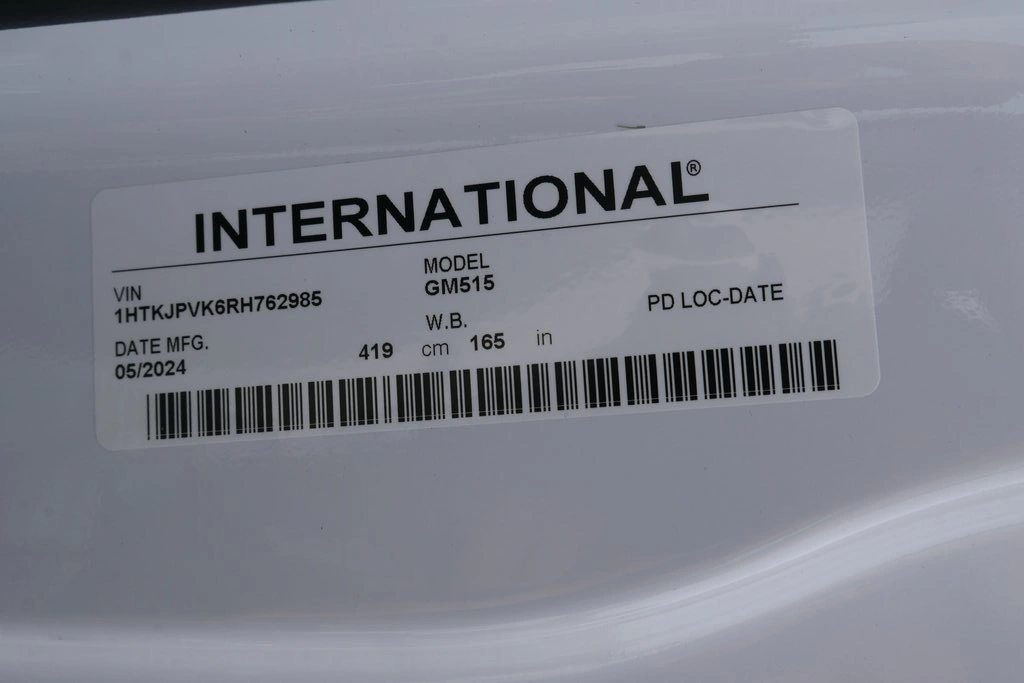 INTERNATIONAL®
VIN
1HTKJPVK6RH762985
MODEL
GM515
DATE MFG.
05/2024
W.B.
419 cm 165 in
PD LOC-DATE